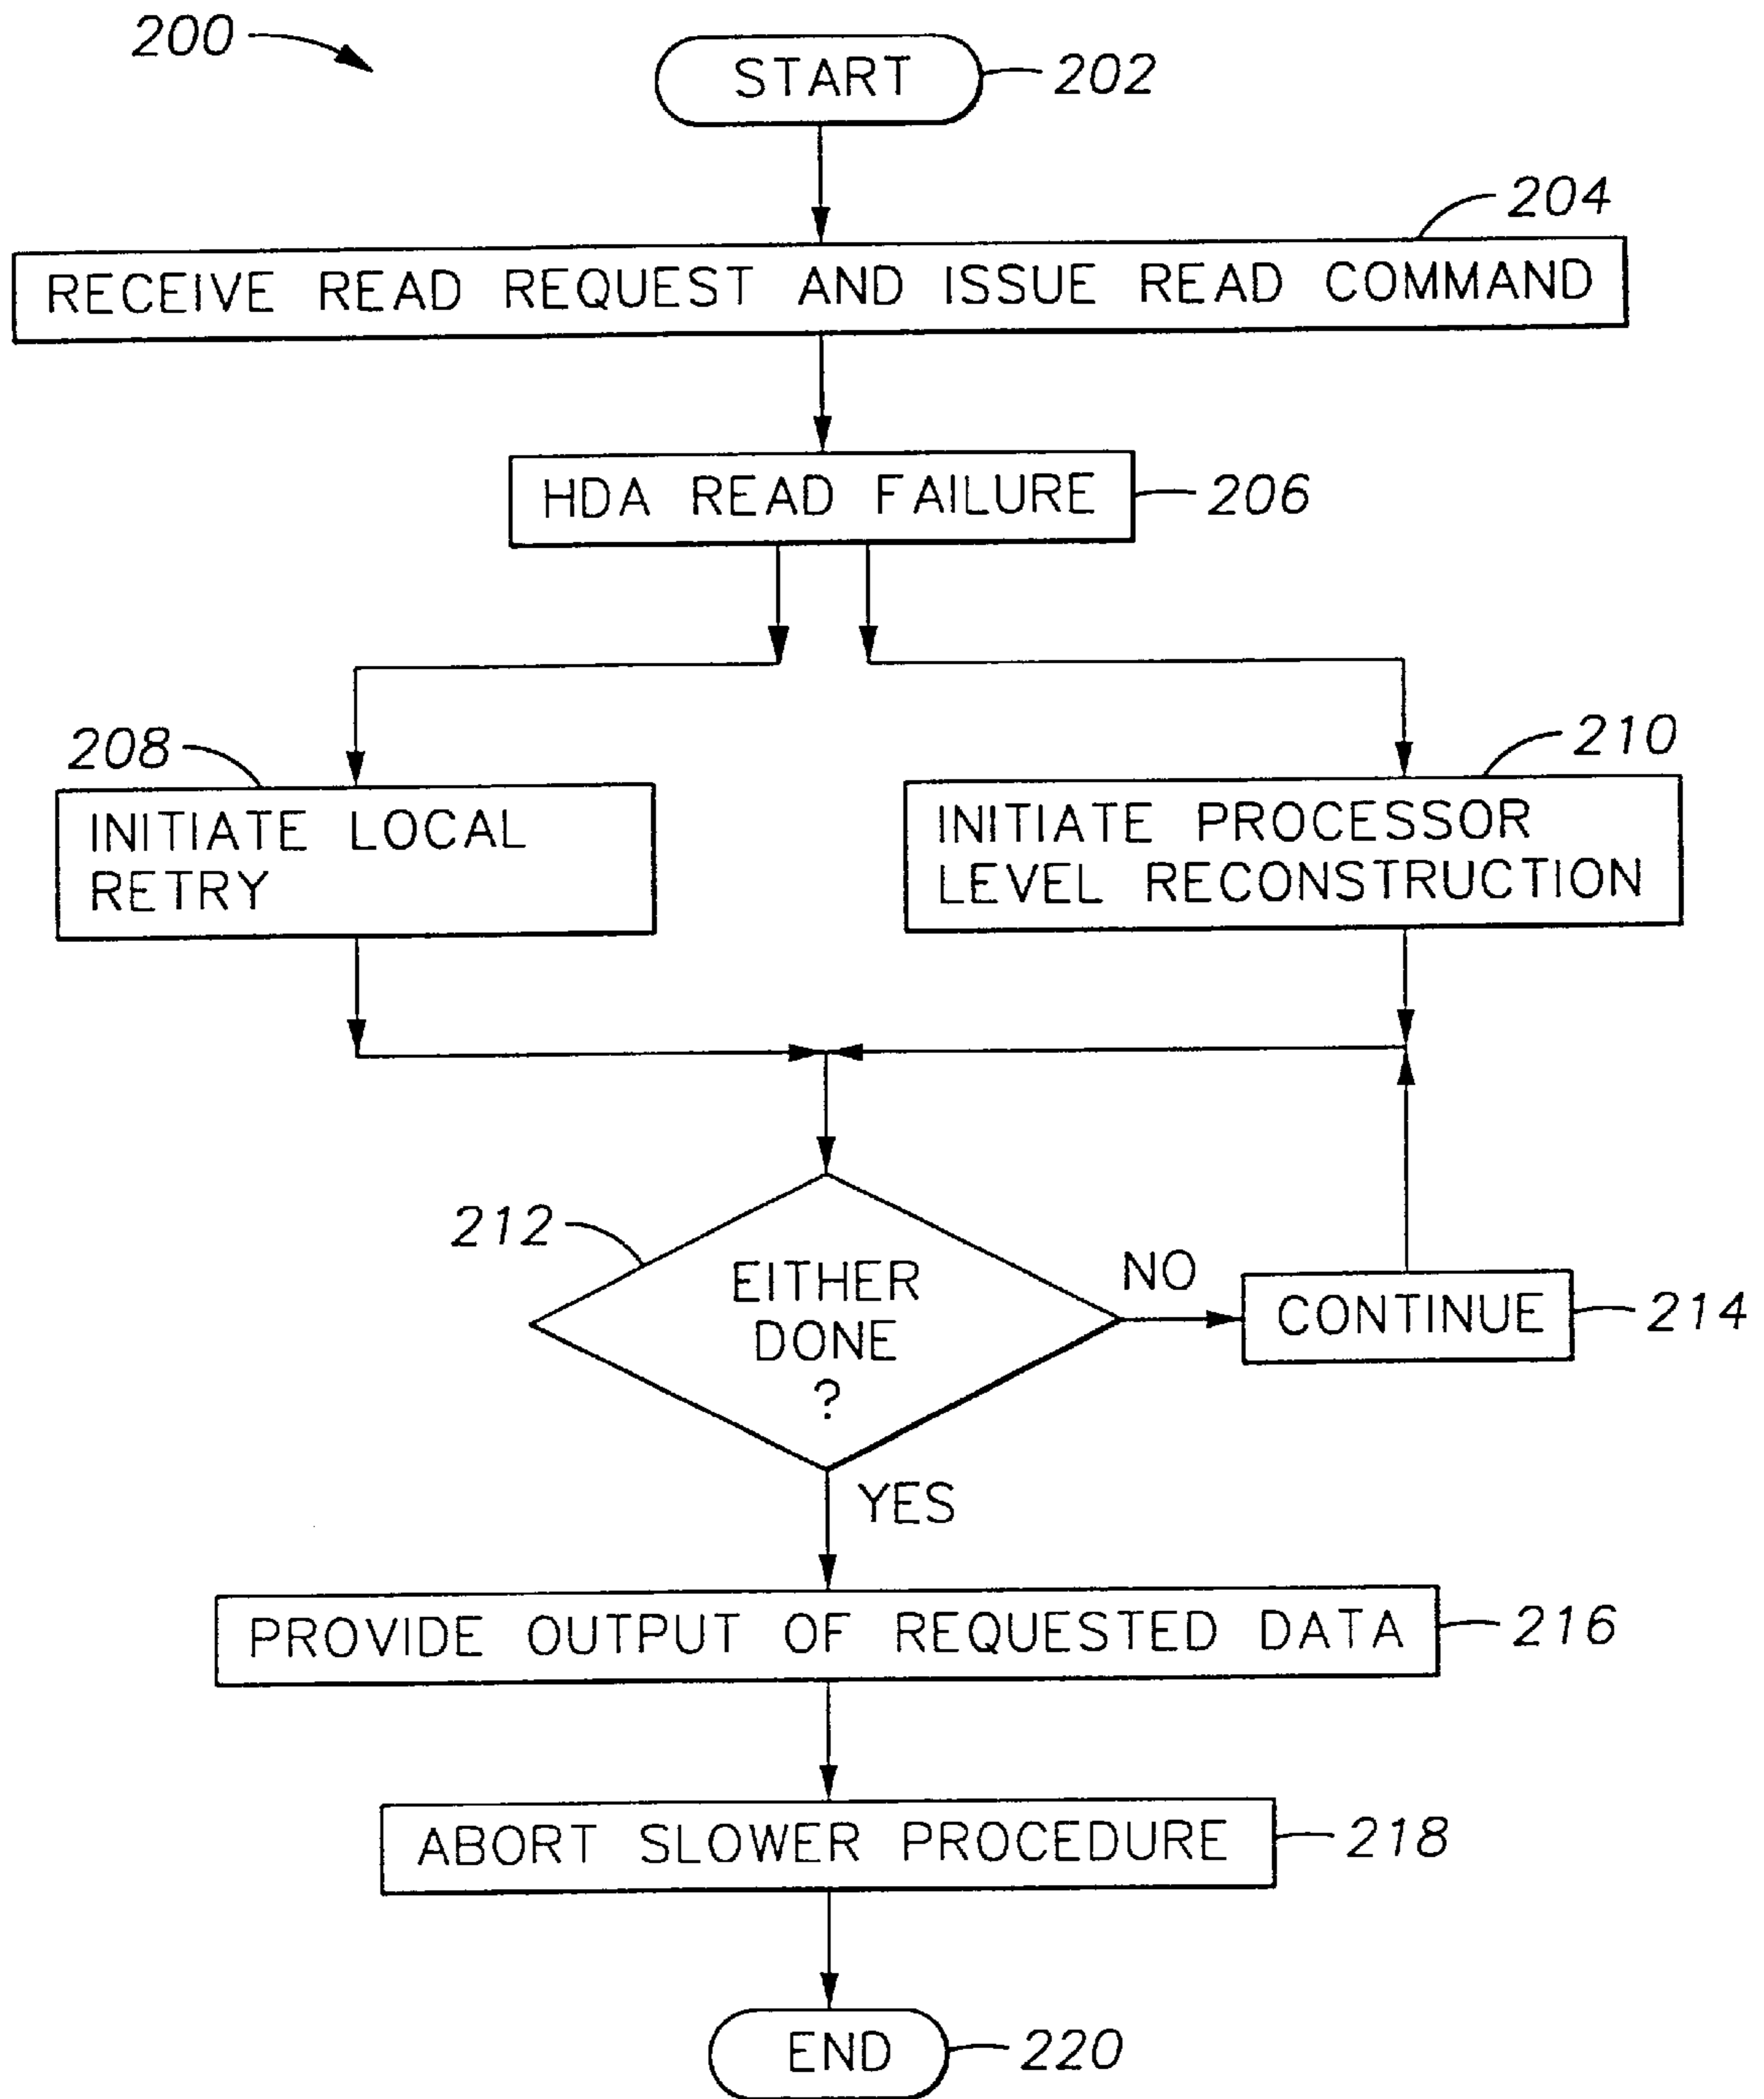 200
START
202
204
RECEIVE READ REQUEST AND ISSUE READ COMMAND
HDA READ FAILURE
206
208
INITIATE LOCAL
RETRY
210
INITIATE PROCESSOR
LEVEL RECONSTRUCTION
212
EITHER
DONE
?
NO
CONTINUE
214
YES
PROVIDE OUTPUT OF REQUESTED DATA
216
ABORT SLOWER PROCEDURE
218
END
220